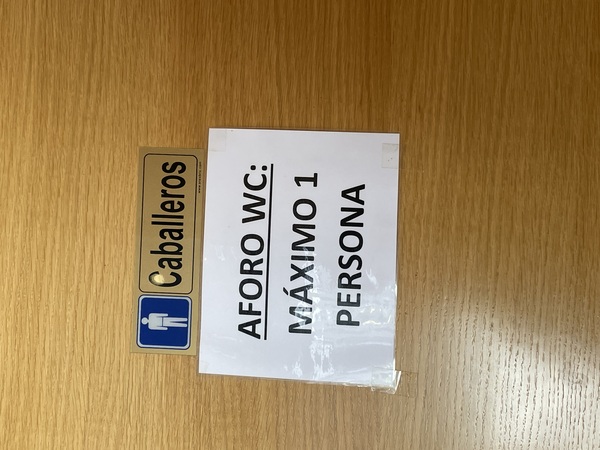 Caballeros
AFORO WC:
MÁXIMO 1
PERSONA